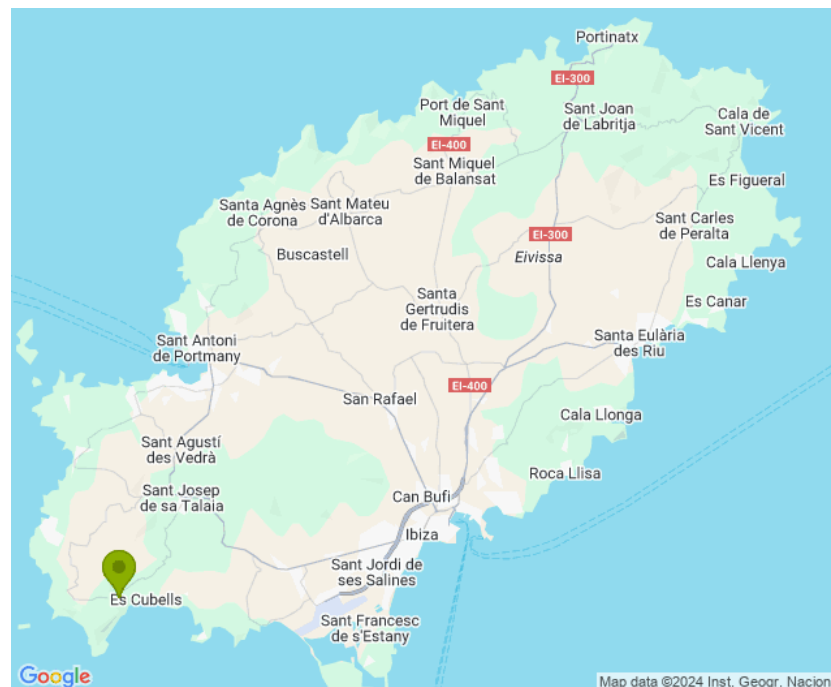 Portinatx
EI-300
Port de Sant
Miquel
Sant Joan
de Labritja
Cala de
Sant Vicent
EI-400
Sant Miquel
de Balansat
Es Figueral
Santa Agnès
de Corona
Sant Mateu
d'Albarca
Sant Carles
de Peralta
EI-300
Buscastell
Eivissa
Cala Llenya
Santa
Gertrudis
de Fruitera
Es Canar
Sant Antoni
de Portmany
Santa Eulària
des Riu
EI-400
San Rafael
Cala Llonga
Sant Agustí
des Vedrà
Roca Llisa
Sant Josep
de sa Talaia
Can Bufi
Ibiza
Sant Jordi de
ses Salines
Es Cubells
Sant Francesc
de s'Estany
Google
Map data ©2024 Inst. Geogr. Nacion